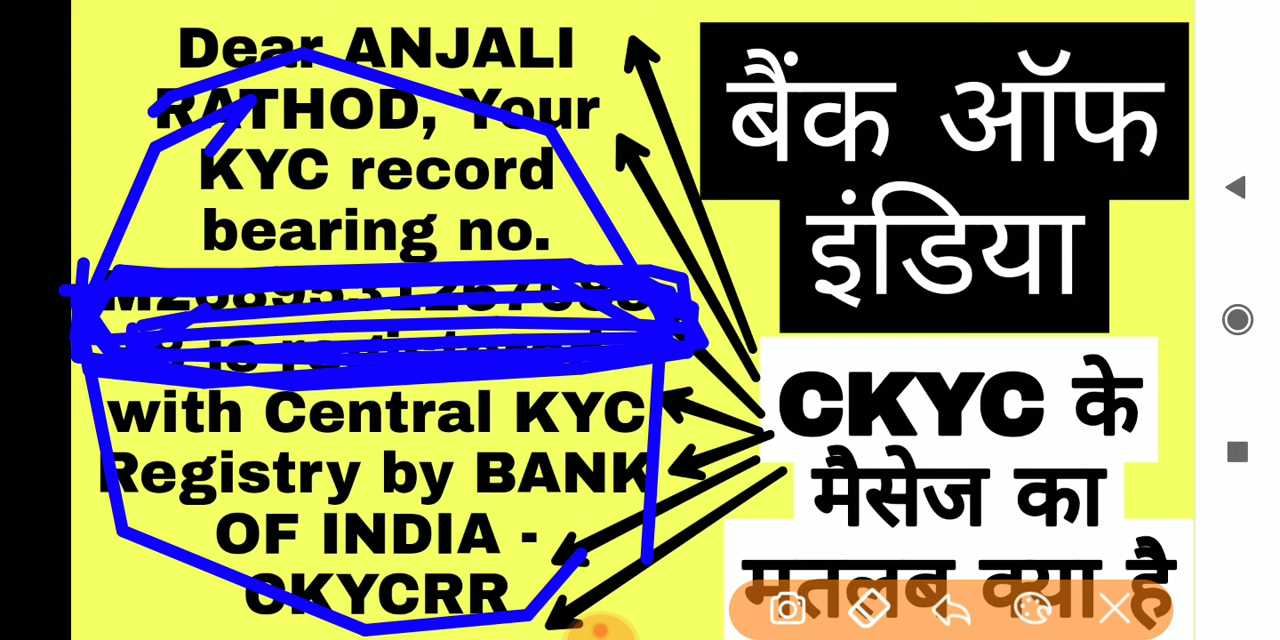 Dear ANJALI
RATHOD, Your
KYC record
bearing no.
with Central KYC
Registry by BANK
OF INDIA -
CKYCRR
बैंक ऑफ
इंडिया
CKYC के
मैसेज का
मतलब क्या है